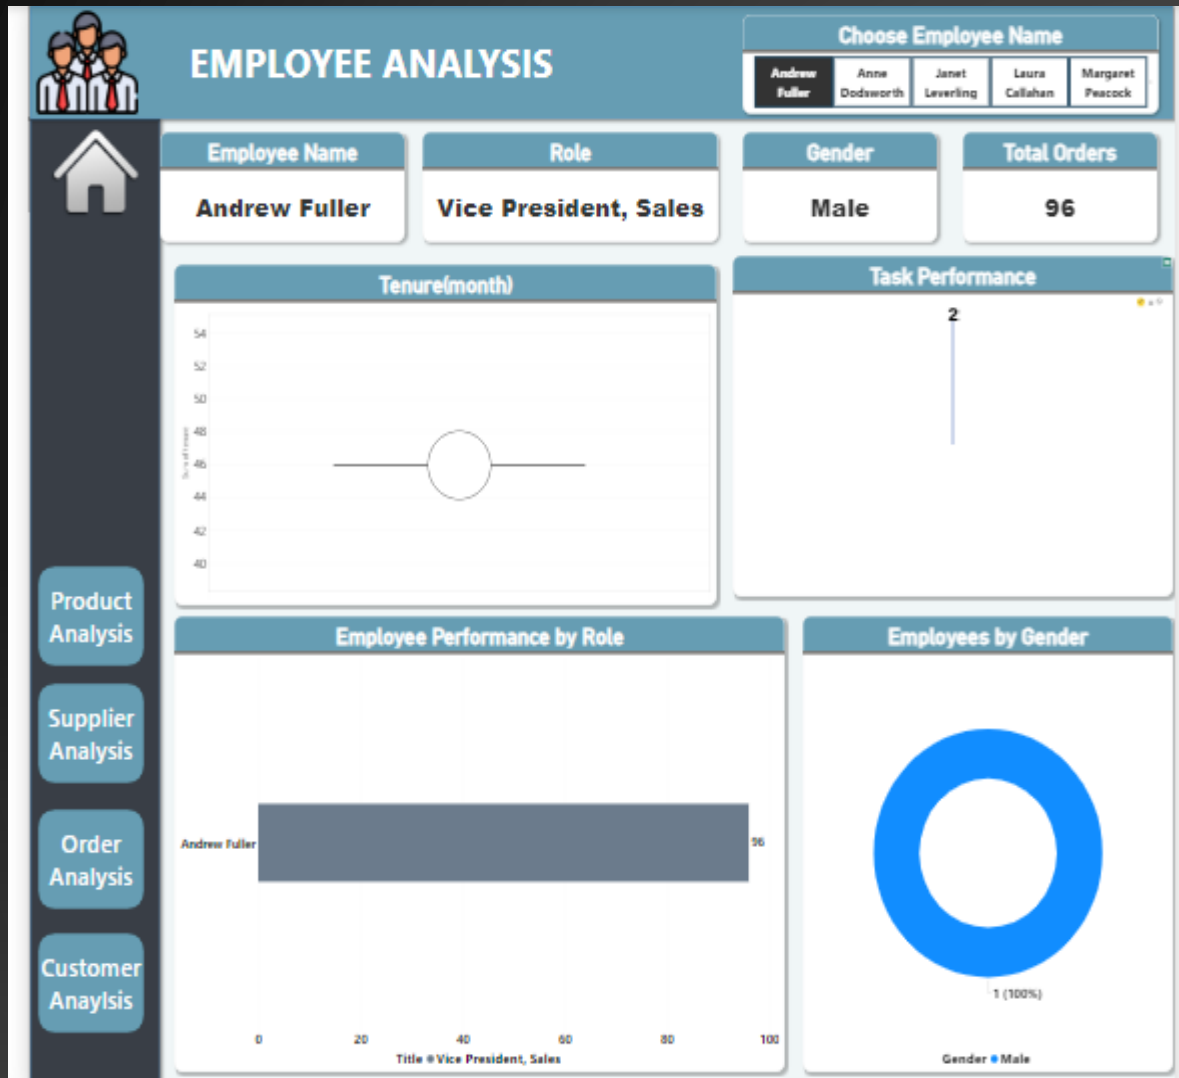 EMPLOYEE ANALYSIS
Choose Employee Name
Andrew
Fuller
Anne
Dodsworth
Janet
Leverling
Laura
Callahan
Margaret
Peacock
Employee Name
Andrew Fuller
Role
Vice President, Sales
Gender
Male
Total Orders
96
Tenure(month)
54
52
50
48
46
44
42
40
Task Performance
2
Product
Analysis
Supplier
Analysis
Order
Analysis
Customer
Anaylsis
Employee Performance by Role
Andrew Fuller
96
0 20 40 60 80 100
Title Vice President, Sales
Employees by Gender
1 (100%)
Gender Male